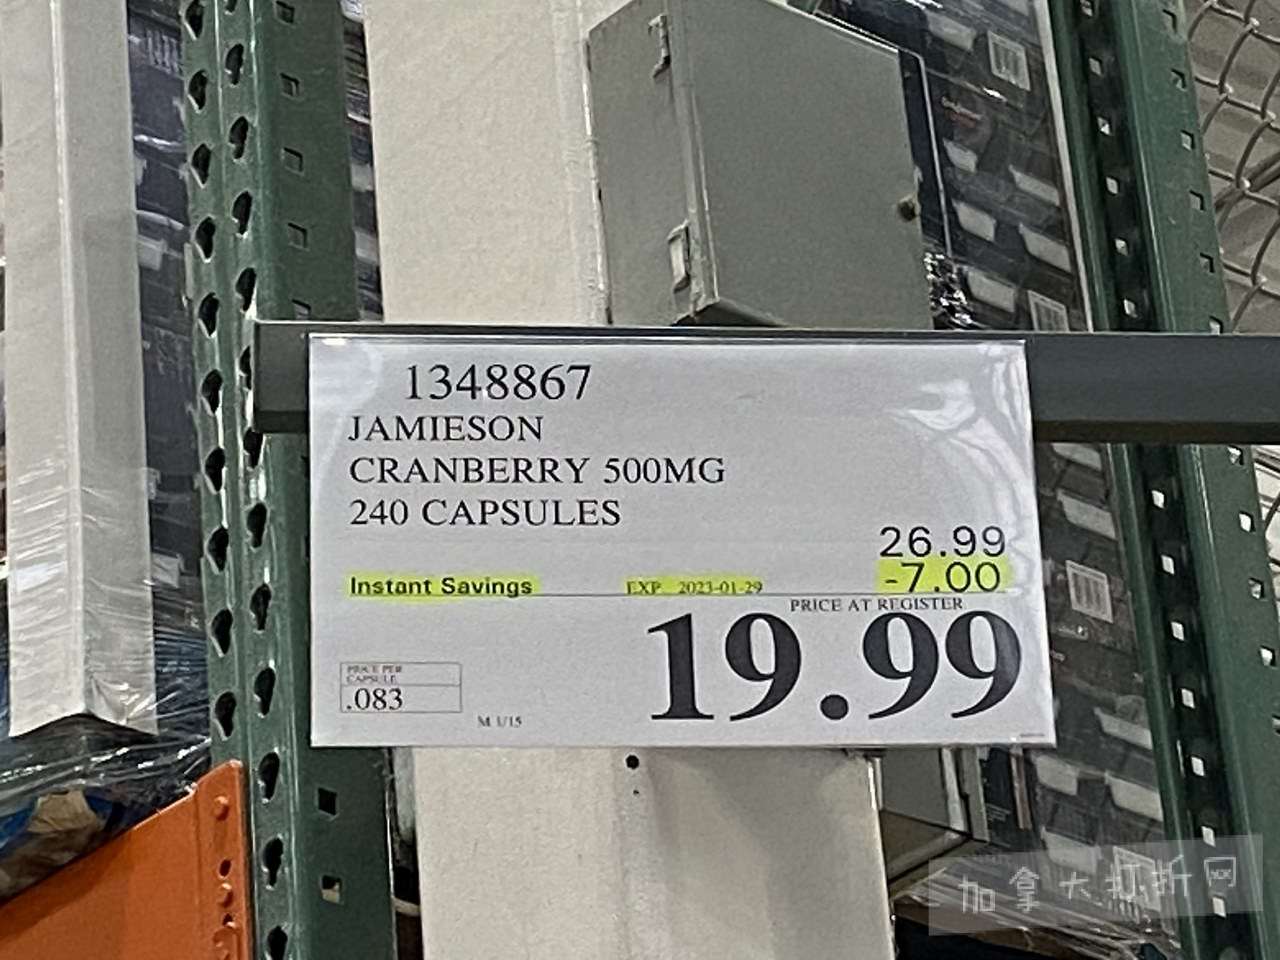 1348867
JAMIESON
CRANBERRY 500MG
240 CAPSULES
26.99
Instant Savings EXP. 2023-01-29 -7.00
PRICE AT REGISTER
19.99
PRICE PER
CAPSULE
.083
M 1/15
加拿大打折网